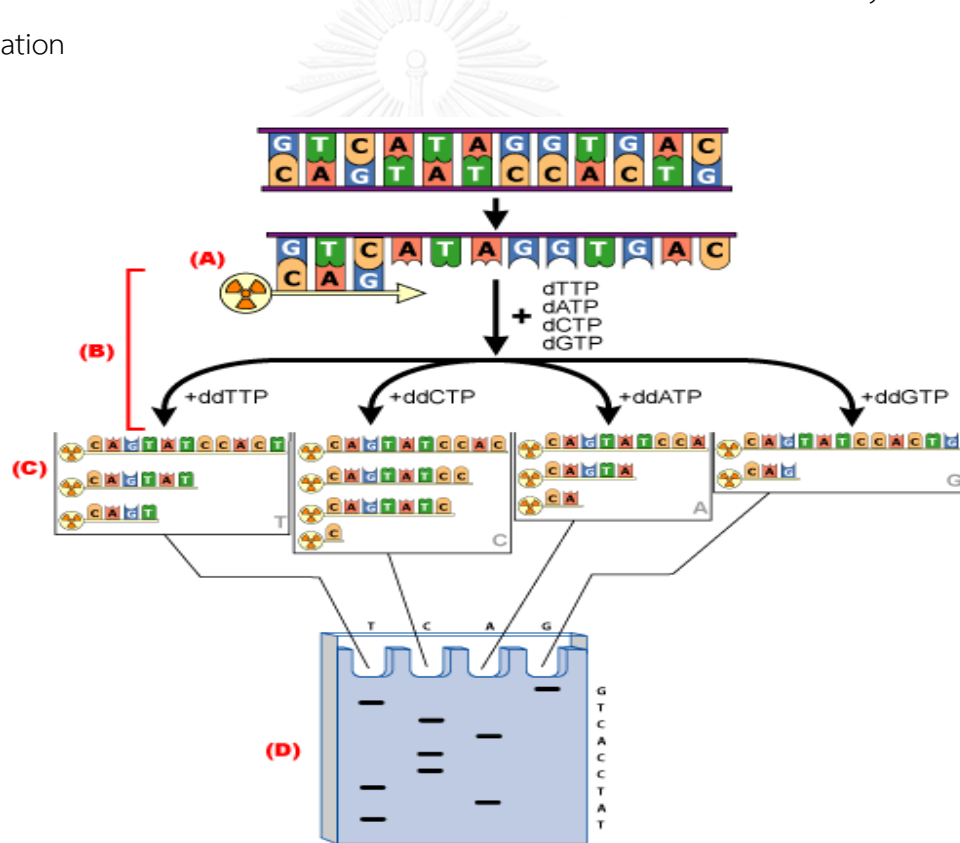 ation
G T C A T A G G T G A C
C A G T A T C C A C T G
(A)
G T C A T A G G T G A C
C A G
dTTP
+ dATP
dCTP
dGTP
(B)
+ddTTP +ddCTP +ddATP +ddGTP
(C)
C A G T A T C C A C T
C A G T A T
C A G T
T
C A G T A T C C A C
C A G T A T C C
C A G T A T C
C
C
C A G T A T C C A
C A G T A
C A
A
C A G T A T C C A C T G
C A G
G
T C A G
(D)
G
T
C
A
C
C
T
A
T